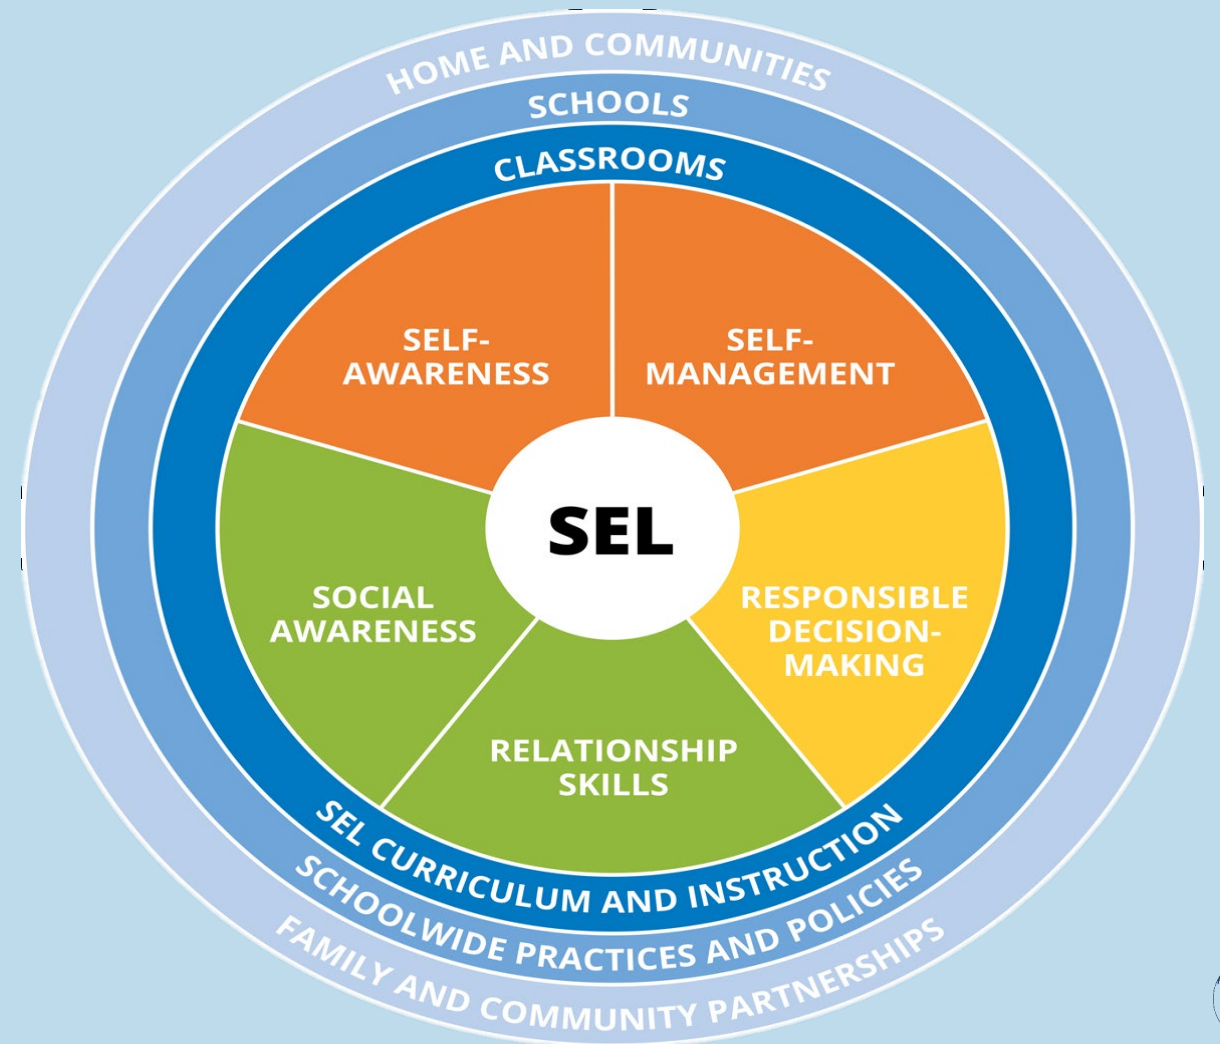 HOME AND COMMUNITIES
SCHOOLS
CLASSROOMS
SELF-
AWARENESS
SELF-
MANAGEMENT
SEL
SOCIAL
AWARENESS
RESPONSIBLE
DECISION-
MAKING
RELATIONSHIP
SKILLS
SEL CURRICULUM AND INSTRUCTION
SCHOOLWIDE PRACTICES AND POLICIES
FAMILY AND COMMUNITY PARTNERSHIPS